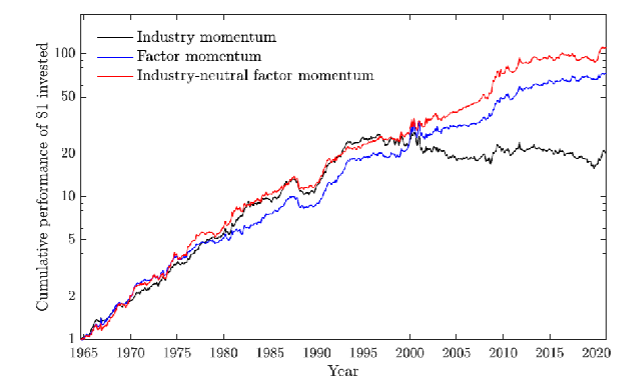 Industry momentum
Factor momentum
Industry-neutral factor momentum
Cumulative performance of $1 invested
100
50
20
10
5
2
1
1965 1970 1975 1980 1985 1990 1995 2000 2005 2010 2015 2020
Year